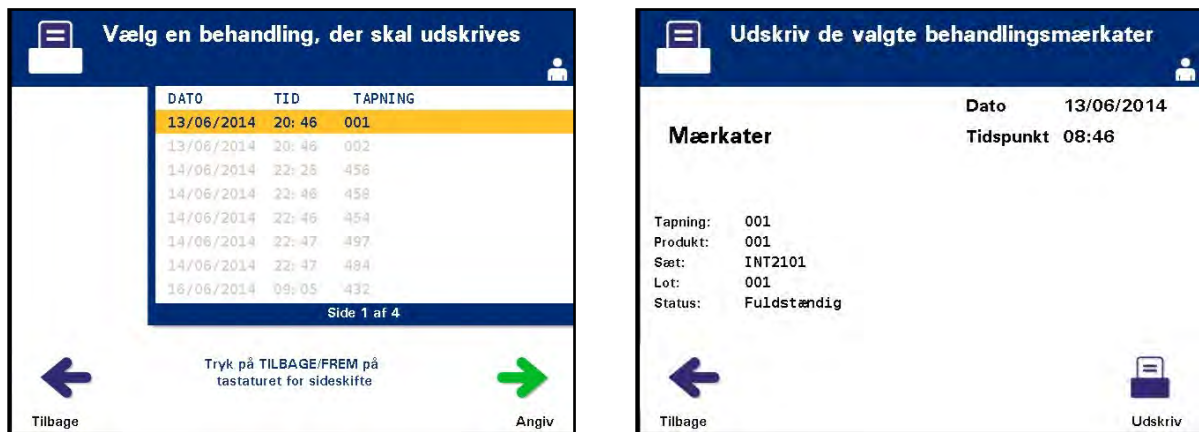 Vælg en behandling, der skal udskrives
DATO TID TAPNING
13/06/2014 20:46 001
13/06/2014 20:46 002
14/06/2014 22:28 456
14/06/2014 22:46 458
14/06/2014 22:46 454
14/06/2014 22:47 497
14/06/2014 22:47 484
16/06/2014 09:05 432
Side 1 af 4
Tryk på TILBAGE/FREM på
tastaturet for sideskifte
Tilbage
Angiv
Udskriv de valgte behandlingsmærkater
Dato 13/06/2014
Mærkater
Tidspunkt 08:46
Tapning: 001
Produkt: 001
Sæt: INT2101
Lot: 001
Status: Fuldstændig
Tilbage
Udskriv